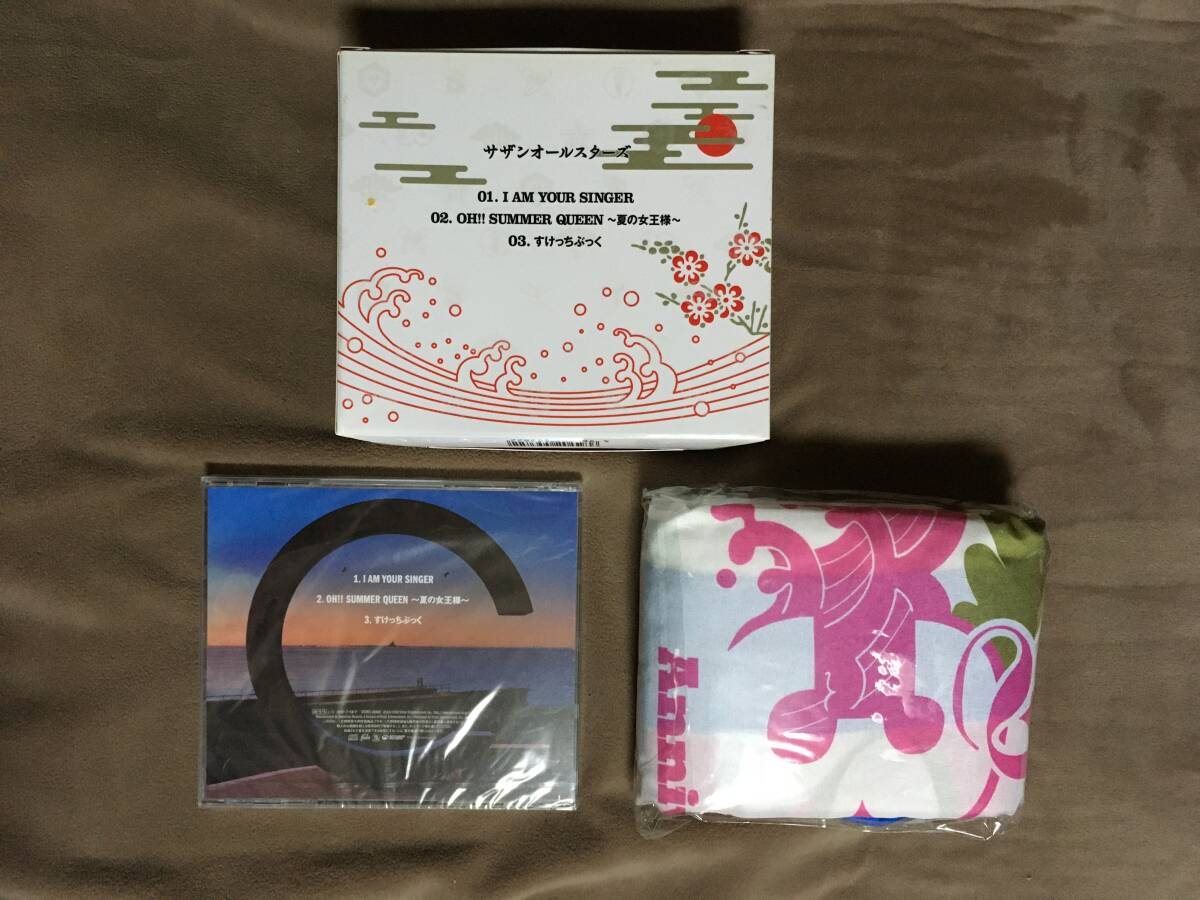 サザンオールスターズ
01. I AM YOUR SINGER
02. OH!! SUMMER QUEEN ～夏の女王様～
03. すけっちぶっく
1. I AM YOUR SINGER
2. OH!! SUMMER QUEEN ～夏の女王様～
3. すけっちぶっく
Anni